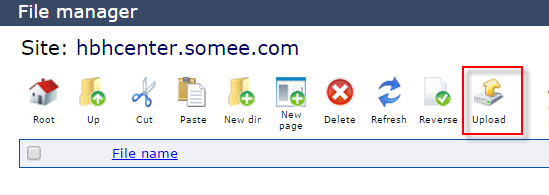 File manager
Site: hbhcenter.somee.com
Root Up Cut Paste New dir New page Delete Refresh Reverse Upload
File name